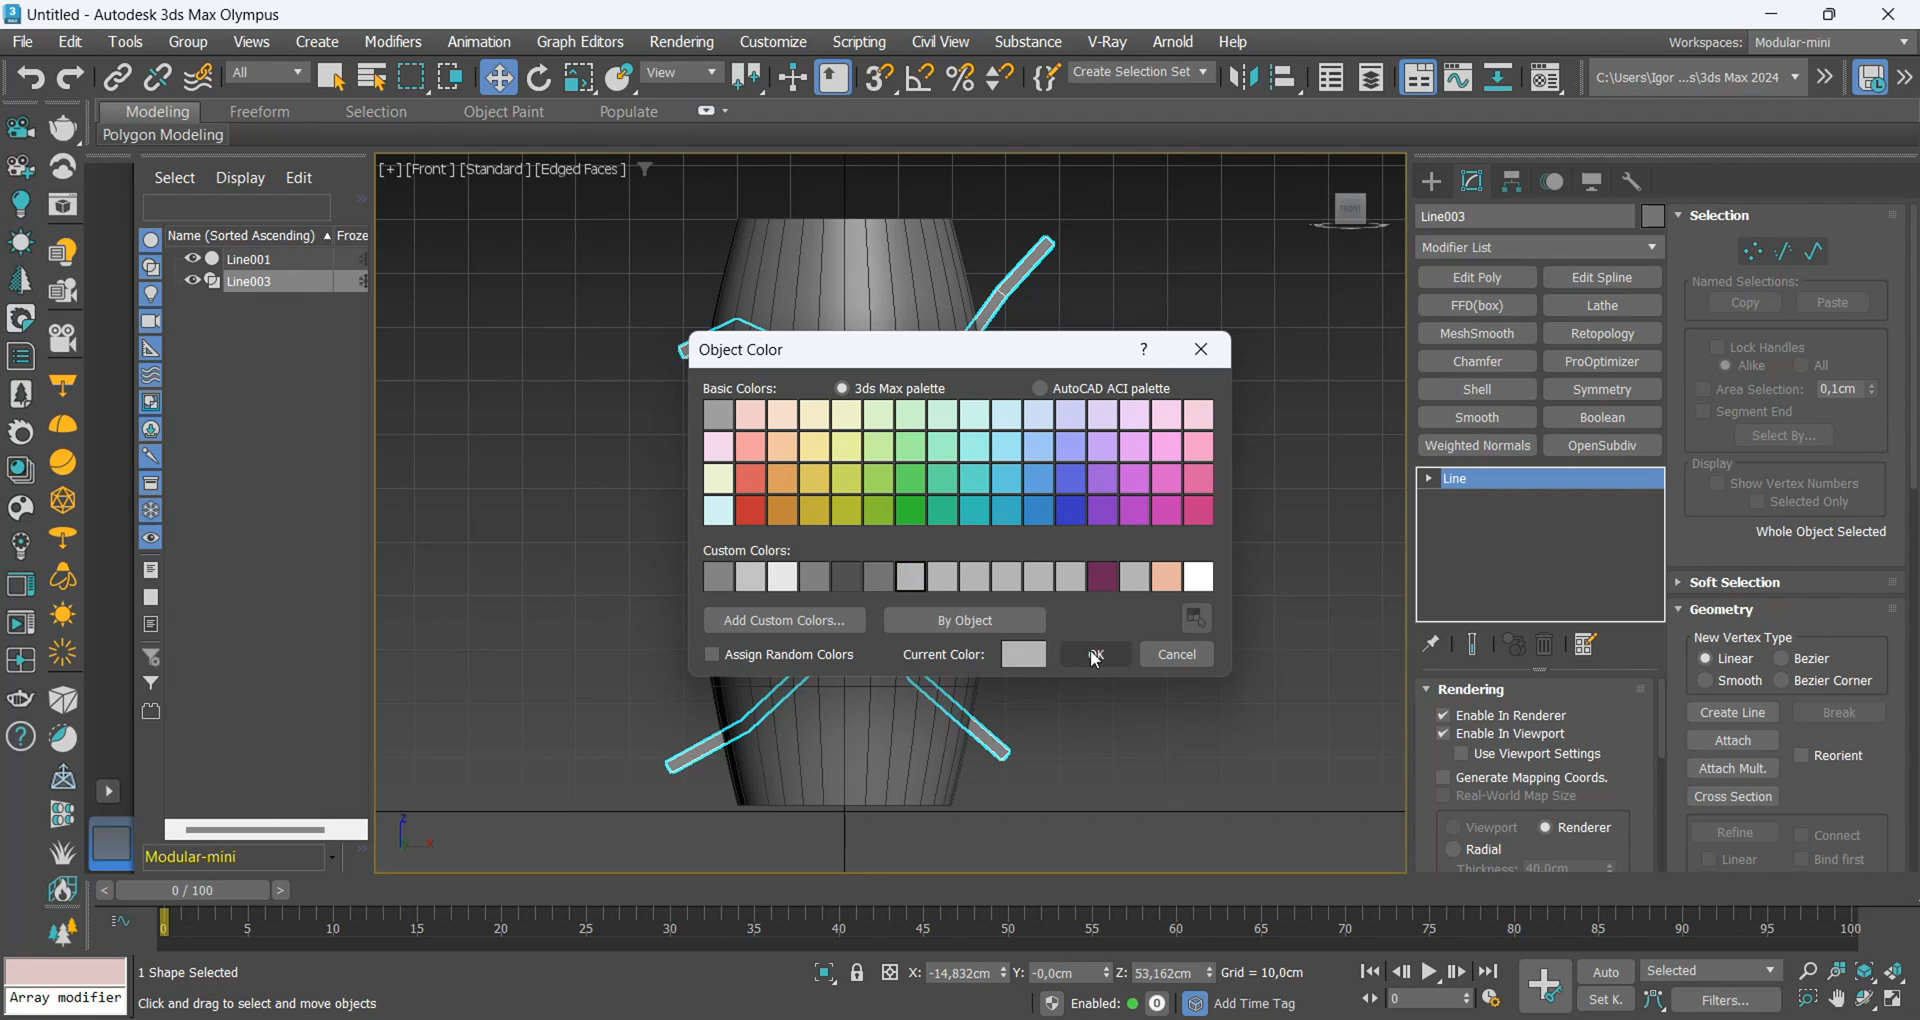 Untitled - Autodesk 3ds Max Olympus
File Edit Tools Group Views Create Modifiers Animation Graph Editors Rendering Customize Scripting Civil View Substance V-Ray Arnold Help Workspaces: Modular-mini
All View Create Selection Set C:\Users\Igor ...s\3ds Max 2024
Modeling Freeform Selection Object Paint Populate
Polygon Modeling
Select Display Edit
Name (Sorted Ascending) Froze
Line001
Line003
Modular-mini
[+] [Front ] [Standard ] [Edged Faces ]
FRONT
Object Color
Basic Colors: 3ds Max palette AutoCAD ACI palette
Custom Colors:
Add Custom Colors... By Object
Assign Random Colors Current Color: OK Cancel
z
x
Line003
Modifier List
Edit Poly Edit Spline
FFD(box) Lathe
MeshSmooth Retopology
Chamfer ProOptimizer
Shell Symmetry
Smooth Boolean
Weighted Normals OpenSubdiv
Line
Rendering
Enable In Renderer
Enable In Viewport
Use Viewport Settings
Generate Mapping Coords.
Real-World Map Size
Viewport Renderer
Radial
Thickness: 40,0cm
Selection
Named Selections:
Copy Paste
Lock Handles
Alike All
Area Selection: 0,1cm
Segment End
Select By...
Display
Show Vertex Numbers
Selected Only
Whole Object Selected
Soft Selection
Geometry
New Vertex Type
Linear Bezier
Smooth Bezier Corner
Create Line Break
Attach
Reorient
Attach Mult.
Cross Section
Refine Connect
Linear Bind first
< 0 / 100 >
0 5 10 15 20 25 30 35 40 45 50 55 60 65 70 75 80 85 90 95 100
1 Shape Selected
X: -14,832cm Y: -0,0cm Z: 53,162cm Grid = 10,0cm
Auto Selected
Array modifier
Click and drag to select and move objects
Enabled: 0 Add Time Tag
0
Set K. Filters...